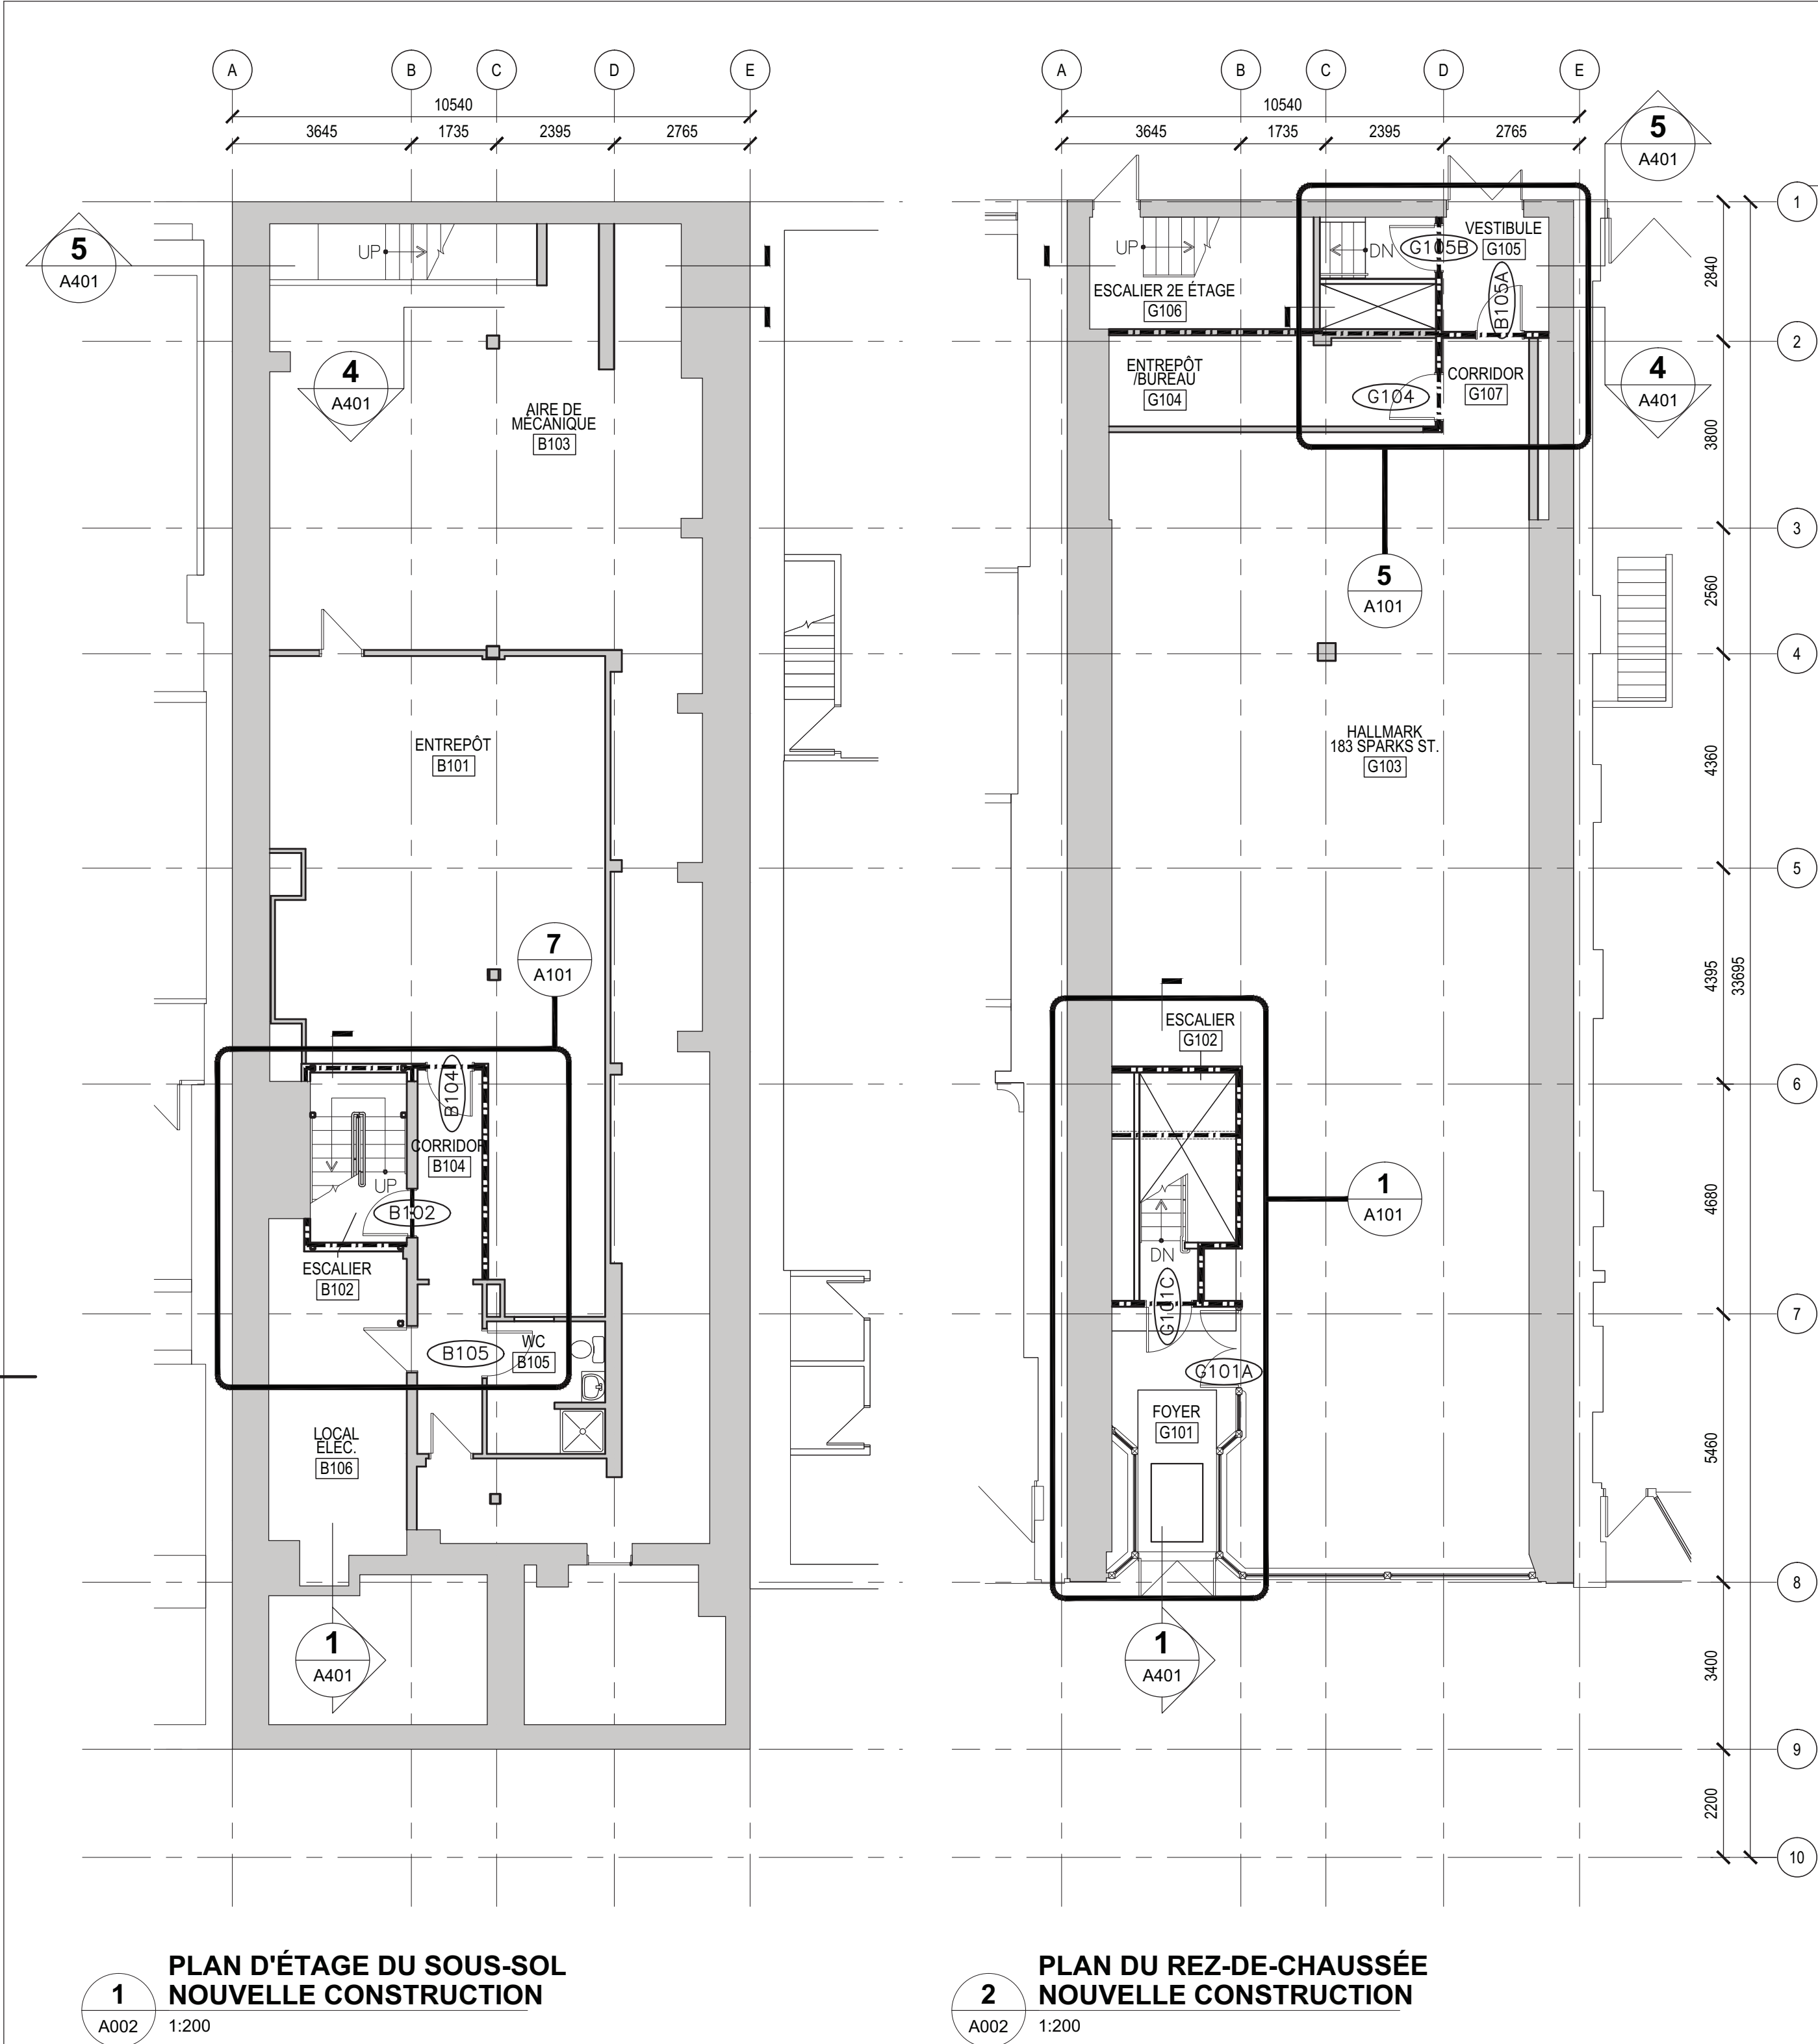 A B C D E
10540
3645 1735 2395 2765
5
A401
UP
4
A401
AIRE DE
MÉCANIQUE
B103
ENTREPÔT
B101
7
A101
B104
CORRIDOR
B104
UP
B102
ESCALIER
B102
B105
WC
B105
LOCAL
ÉLEC.
B106
1
A401
PLAN D'ÉTAGE DU SOUS-SOL
NOUVELLE CONSTRUCTION
1
A002
1:200
A B C D E
10540
3645 1735 2395 2765
5
A401
UP
ESCALIER 2E ÉTAGE
G106
DN
G105B
VESTIBULE
G105
B105A
ENTREPÔT
/BUREAU
G104
G104
CORRIDOR
G107
4
A401
5
A101
HALLMARK
183 SPARKS ST.
G103
ESCALIER
G102
1
A101
DN
G101C
G101A
FOYER
G101
1
A401
1
2840
2
3800
3
2560
4
4360
5
4395
33695
6
4680
7
5460
8
3400
9
2200
10
PLAN DU REZ-DE-CHAUSSÉE
NOUVELLE CONSTRUCTION
2
A002
1:200